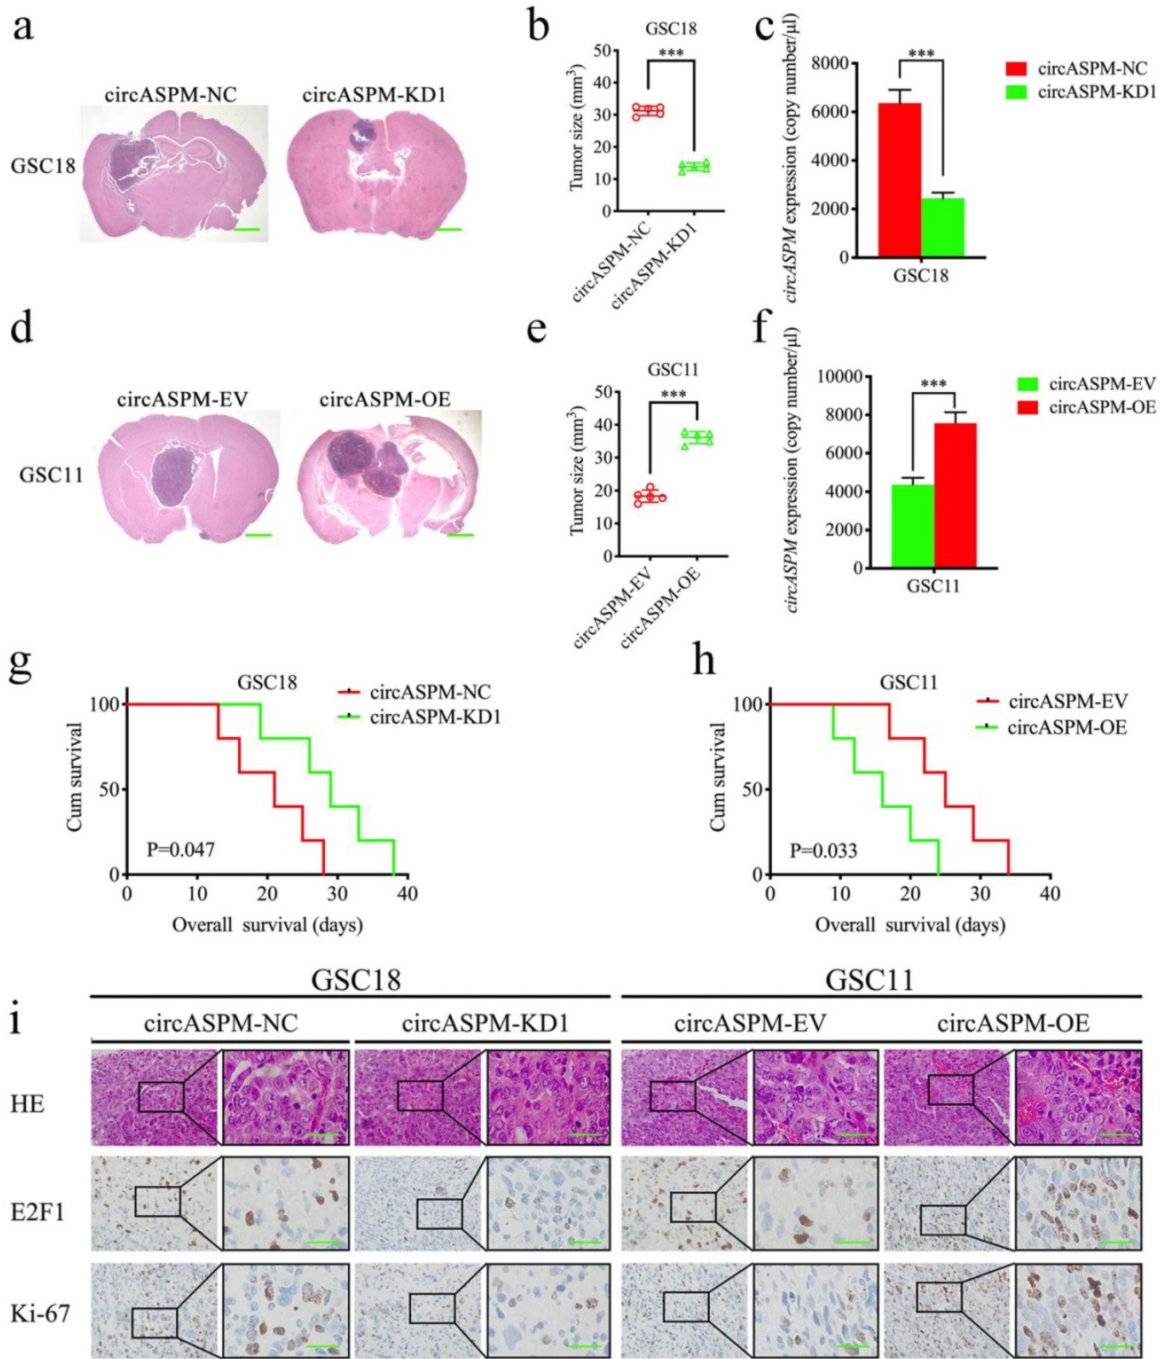 a
circASPM-NC
circASPM-KD1
GSC18
b
GSC18
***
Tumor size (mm³)
50
40
30
20
10
0
circASPM-NC
circASPM-KD1
c
circASPM expression (copy number/μl)
8000
6000
4000
2000
0
***
GSC18
circASPM-NC
circASPM-KD1
d
circASPM-EV
circASPM-OE
GSC11
e
GSC11
***
Tumor size (mm³)
50
40
30
20
10
0
circASPM-EV
circASPM-OE
f
circASPM expression (copy number/μl)
10000
8000
6000
4000
2000
0
***
GSC11
circASPM-EV
circASPM-OE
g
GSC18
circASPM-NC
circASPM-KD1
Cum survival
100
50
0
P=0.047
0 10 20 30 40
Overall survival (days)
h
GSC11
circASPM-EV
circASPM-OE
Cum survival
100
50
0
P=0.033
0 10 20 30 40
Overall survival (days)
i
GSC18 GSC11
circASPM-NC circASPM-KD1 circASPM-EV circASPM-OE
HE
E2F1
Ki-67